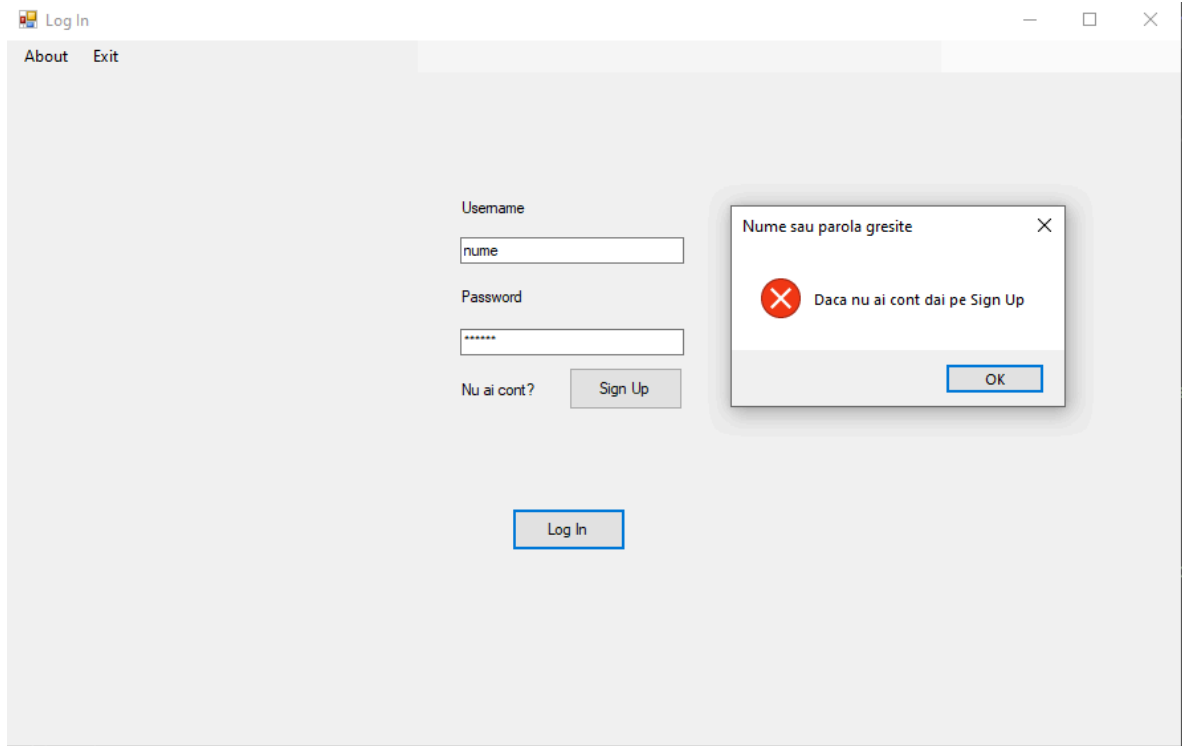 Log In
About Exit
Username
nume
Password
******
Nu ai cont? Sign Up
Log In
Nume sau parola gresite
Daca nu ai cont dai pe Sign Up
OK